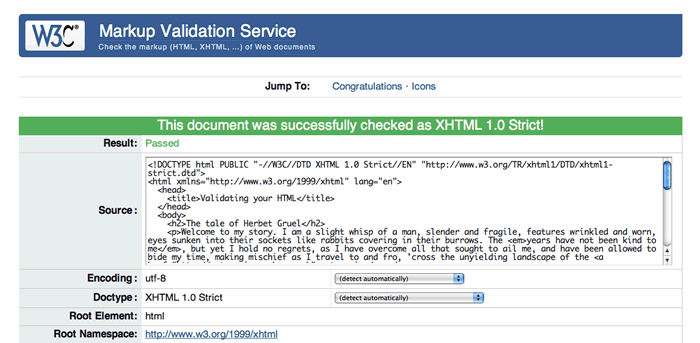 W3C® Markup Validation Service
Check the markup (HTML, XHTML, ...) of Web documents
Jump To: Congratulations · Icons
This document was successfully checked as XHTML 1.0 Strict!
Result: Passed
Source :
<!DOCTYPE html PUBLIC "-//W3C//DTD XHTML 1.0 Strict//EN" "http://www.w3.org/TR/xhtml1/DTD/xhtml1-
strict.dtd">
<html xmlns="http://www.w3.org/1999/xhtml" lang="en">
<head>
<title>Validating your HTML</title>
</head>
<body>
<h2>The tale of Herbet Gruel</h2>
<p>Welcome to my story. I am a slight whisp of a man, slender and fragile, features wrinkled and worn,
eyes sunken into their sockets like rabbits covering in their burrows. The <em>years have not been kind to
me</em>, but yet I hold no regrets, as I have overcome all that sought to ail me, and have been allowed to
bide my time, making mischief as I travel to and fro, 'cross the unyielding landscape of the <a
Encoding : utf-8 (detect automatically)
Doctype : XHTML 1.0 Strict (detect automatically)
Root Element: html
Root Namespace: http://www.w3.org/1999/xhtml